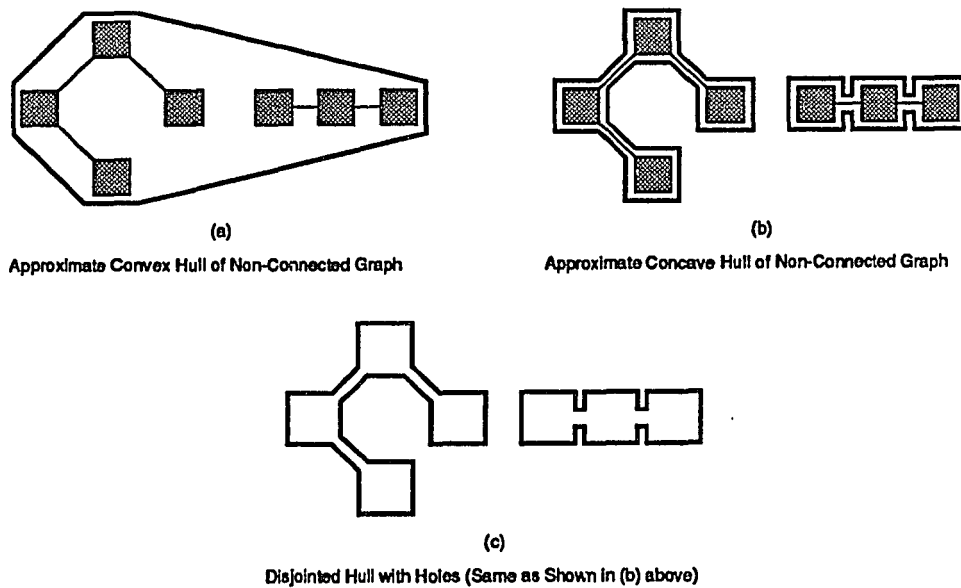 (a)
Approximate Convex Hull of Non-Connected Graph
(b)
Approximate Concave Hull of Non-Connected Graph
(c)
Disjointed Hull with Holes (Same as Shown in (b) above)